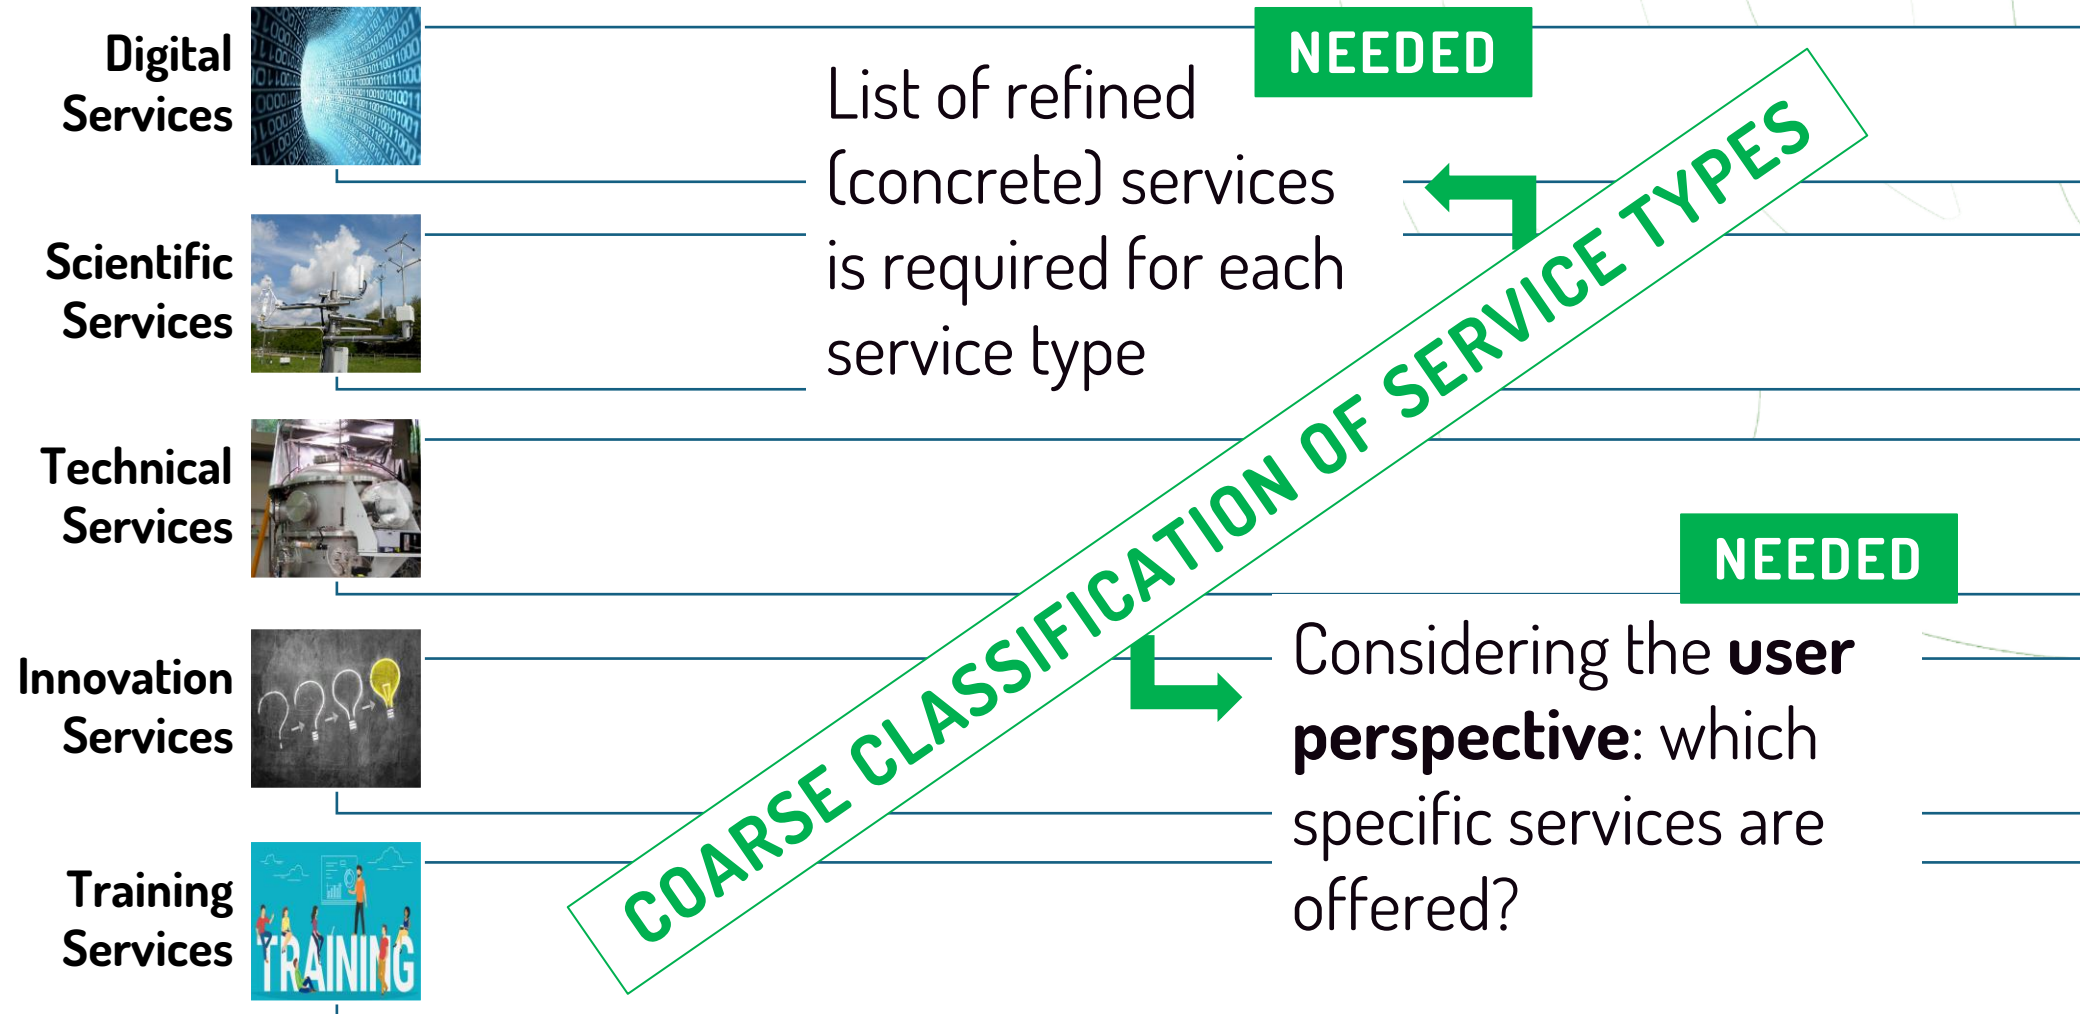 Digital
Services
Scientific
Services
Technical
Services
Innovation
Services
Training
Services
TRAINING
NEEDED
List of refined
(concrete) services
is required for each
service type
COARSE CLASSIFICATION OF SERVICE TYPES
NEEDED
Considering the user
perspective: which
specific services are
offered?